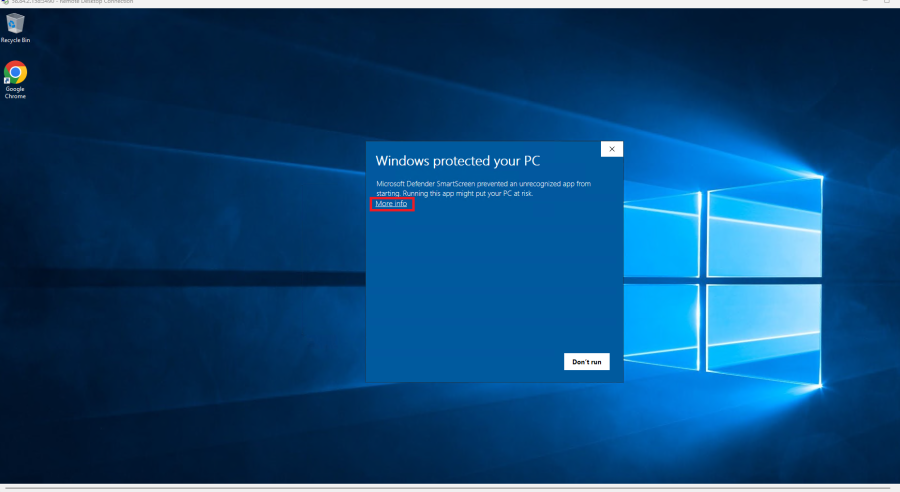 Remote Desktop Connection
Recycle Bin
Google
Chrome
Windows protected your PC
Microsoft Defender SmartScreen prevented an unrecognized app from
starting. Running this app might put your PC at risk.
More info
Don't run